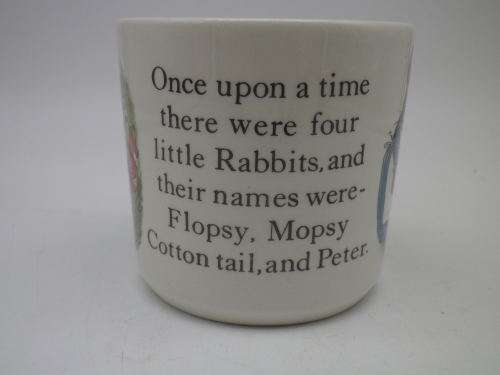 Once upon a time
there were four
little Rabbits, and
their names were-
Flopsy, Mopsy
Cotton tail, and Peter.